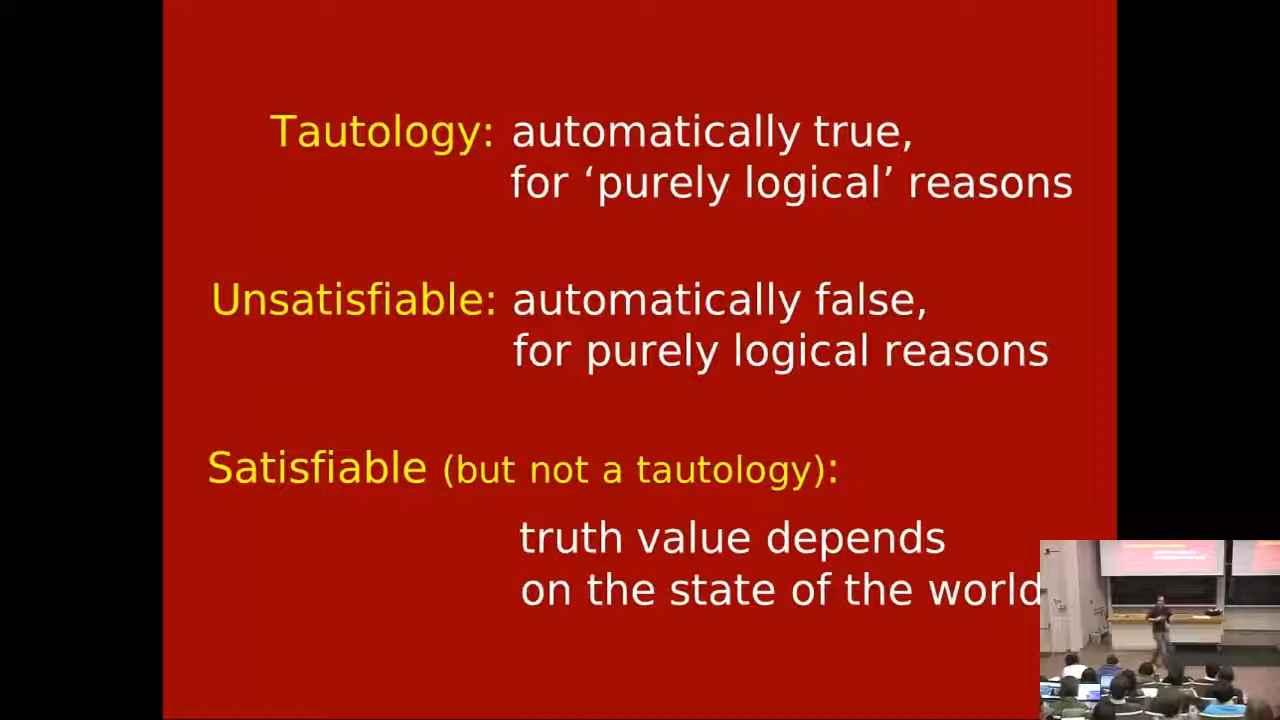 Tautology: automatically true,
for ‘purely logical’ reasons
Unsatisfiable: automatically false,
for purely logical reasons
Satisfiable (but not a tautology):
truth value depends
on the state of the world